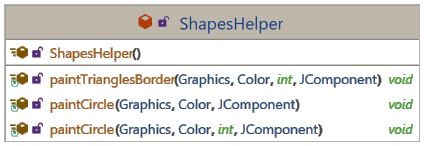 ShapesHelper
ShapesHelper()
paintTrianglesBorder(Graphics, Color, int, JComponent) void
paintCircle(Graphics, Color, JComponent) void
paintCircle(Graphics, Color, int, JComponent) void